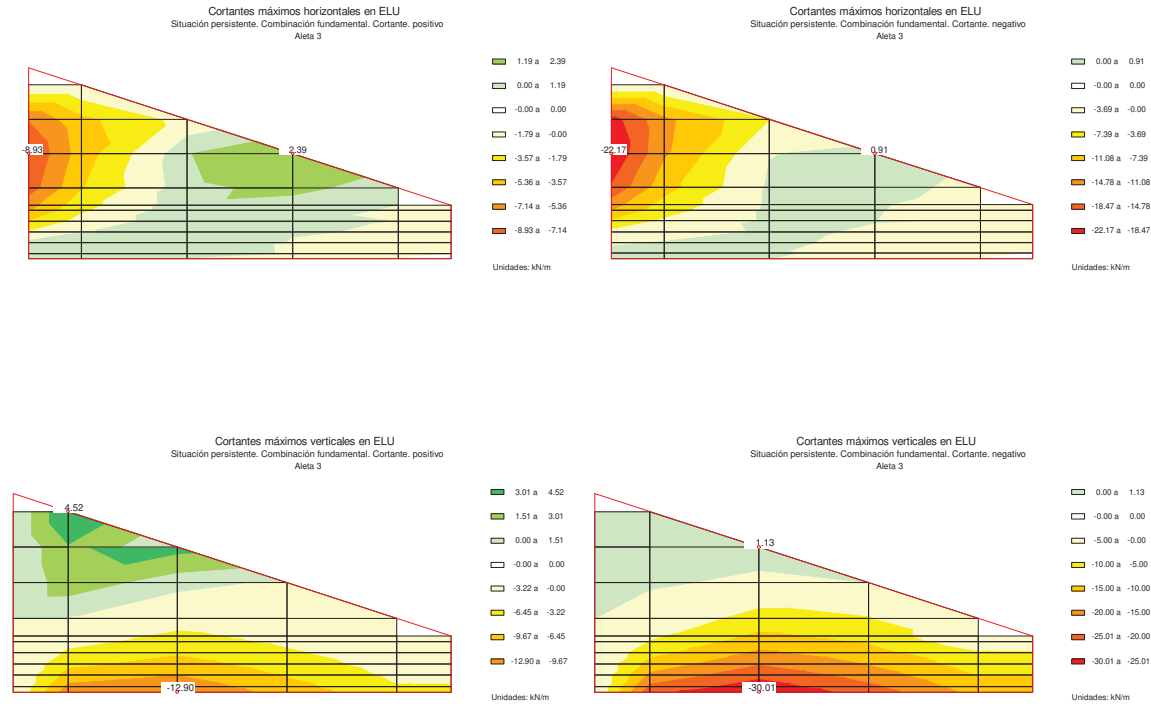 Cortantes máximos horizontales en ELU
Situación persistente. Combinación fundamental. Cortante. positivo
Aleta 3
-8.93
2.39
1.19 a 2.39
0.00 a 1.19
-0.00 a 0.00
-1.79 a -0.00
-3.57 a -1.79
-5.36 a -3.57
-7.14 a -5.36
-8.93 a -7.14
Unidades: kN/m
Cortantes máximos horizontales en ELU
Situación persistente. Combinación fundamental. Cortante. negativo
Aleta 3
-22.17
0.91
0.00 a 0.91
-0.00 a 0.00
-3.69 a -0.00
-7.39 a -3.69
-11.08 a -7.39
-14.78 a -11.08
-18.47 a -14.78
-22.17 a -18.47
Unidades: kN/m
Cortantes máximos verticales en ELU
Situación persistente. Combinación fundamental. Cortante. positivo
Aleta 3
4.52
-12.90
3.01 a 4.52
1.51 a 3.01
0.00 a 1.51
-0.00 a 0.00
-3.22 a -0.00
-6.45 a -3.22
-9.67 a -6.45
-12.90 a -9.67
Unidades: kN/m
Cortantes máximos verticales en ELU
Situación persistente. Combinación fundamental. Cortante. negativo
Aleta 3
1.13
-30.01
0.00 a 1.13
-0.00 a 0.00
-5.00 a -0.00
-10.00 a -5.00
-15.00 a -10.00
-20.00 a -15.00
-25.01 a -20.00
-30.01 a -25.01
Unidades: kN/m